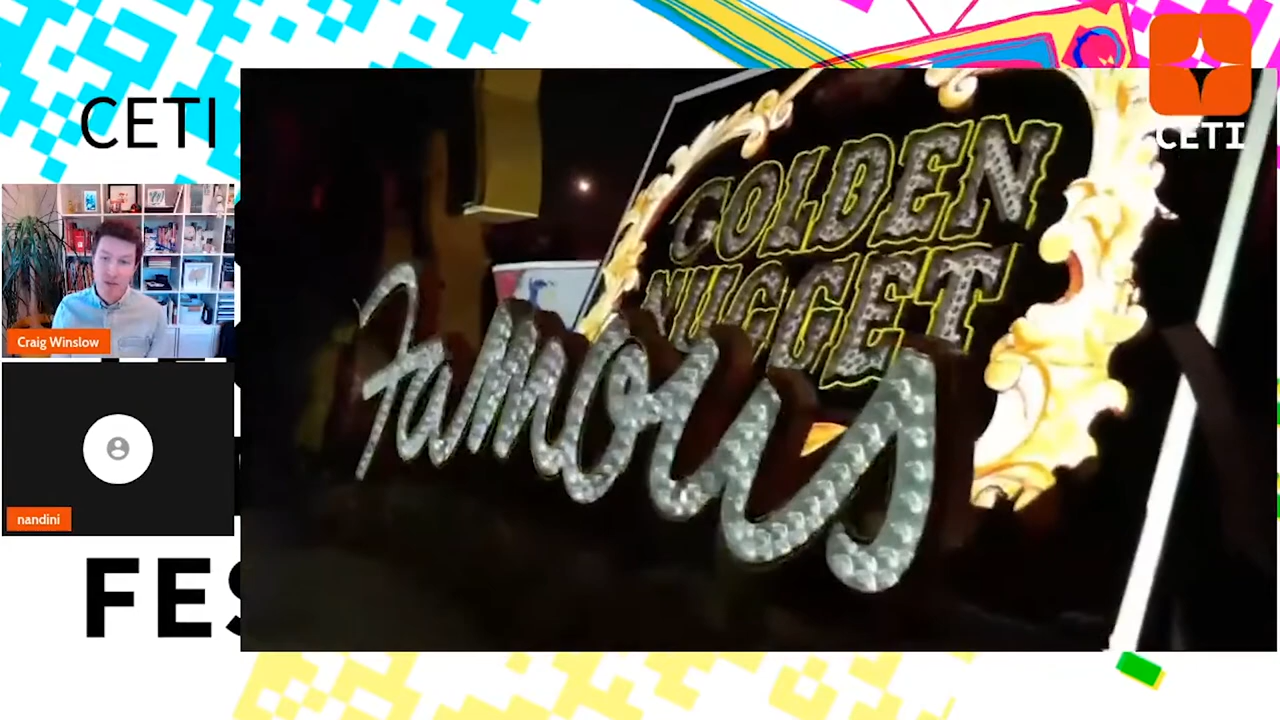 CETI
CETI
GOLDEN
NUGGET
Famous
Craig Winslow
nandini
FES